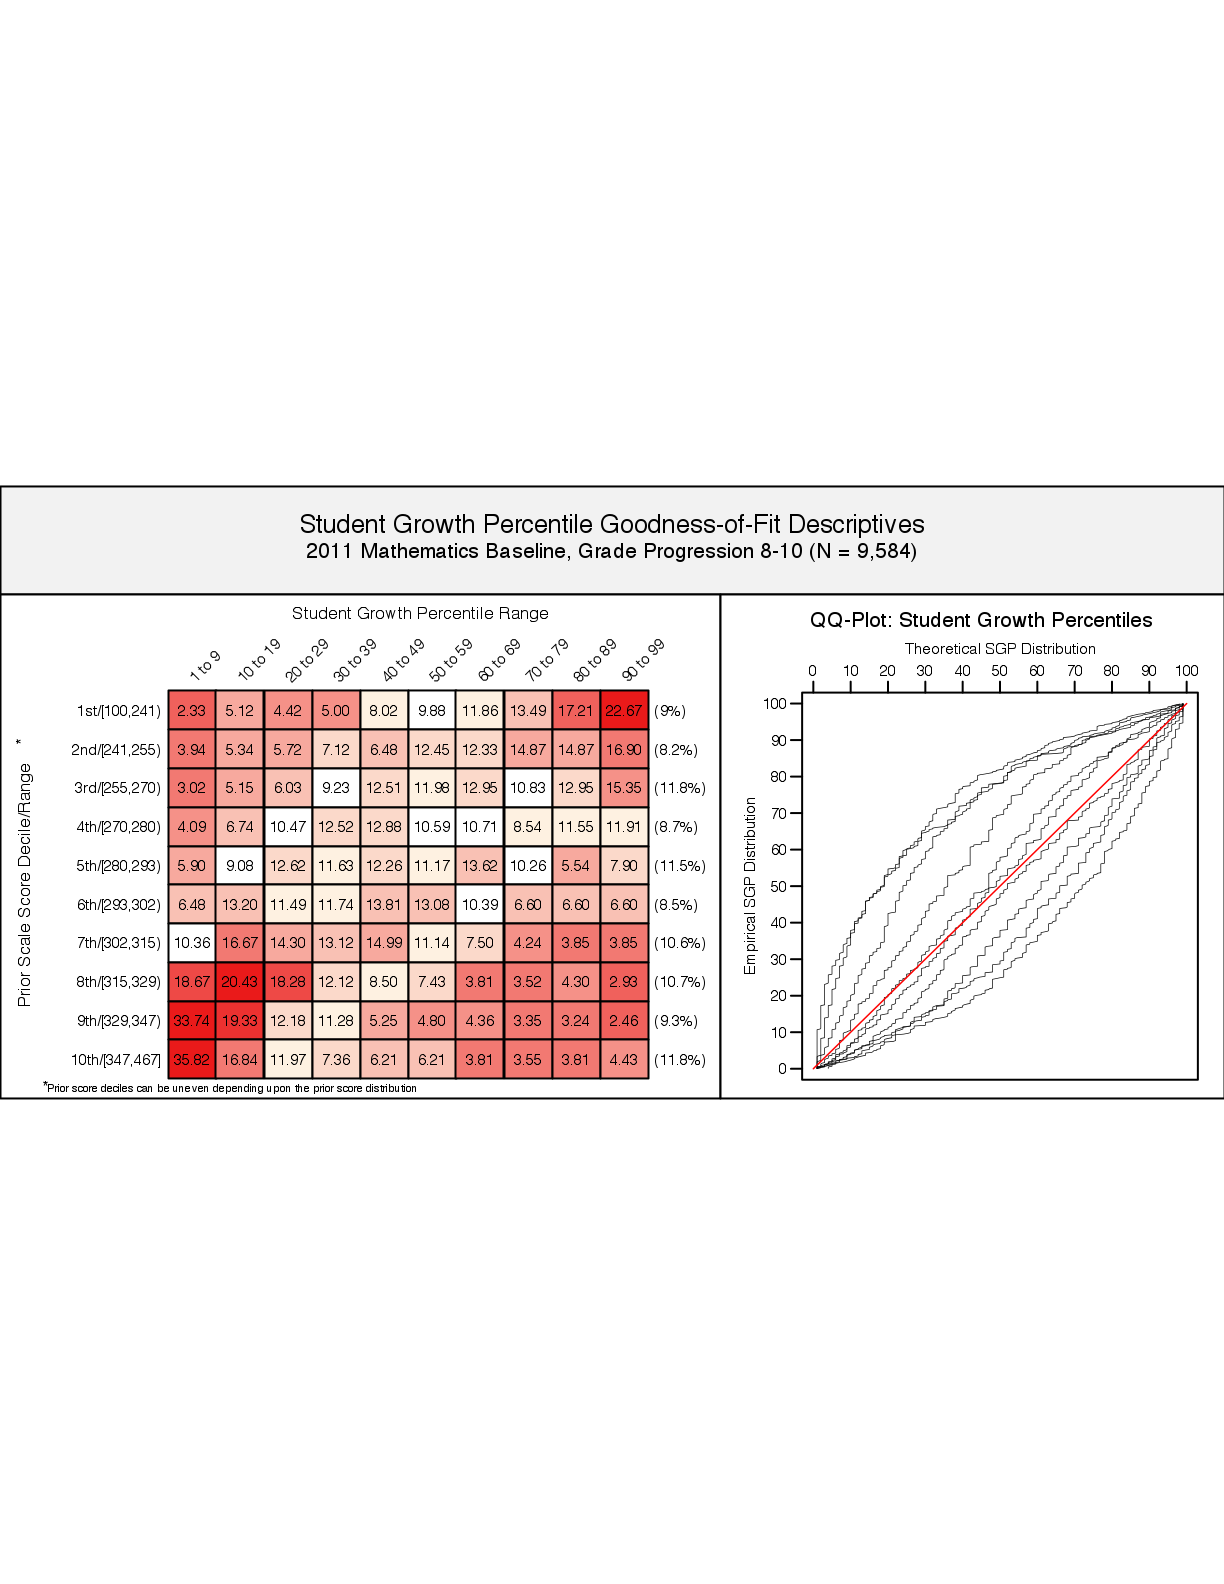 Student Growth Percentile Goodness-of-Fit Descriptives
2011 Mathematics Baseline, Grade Progression 8-10 (N = 9,584)
Student Growth Percentile Range
1 to 9 10 to 19 20 to 29 30 to 39 40 to 49 50 to 59 60 to 69 70 to 79 80 to 89 90 to 99
Prior Scale Score Decile/Range *
1st/[100,241) 2.33 5.12 4.42 5.00 8.02 9.88 11.86 13.49 17.21 22.67 (9%)
2nd/[241,255) 3.94 5.34 5.72 7.12 6.48 12.45 12.33 14.87 14.87 16.90 (8.2%)
3rd/[255,270) 3.02 5.15 6.03 9.23 12.51 11.98 12.95 10.83 12.95 15.35 (11.8%)
4th/[270,280) 4.09 6.74 10.47 12.52 12.88 10.59 10.71 8.54 11.55 11.91 (8.7%)
5th/[280,293) 5.90 9.08 12.62 11.63 12.26 11.17 13.62 10.26 5.54 7.90 (11.5%)
6th/[293,302) 6.48 13.20 11.49 11.74 13.81 13.08 10.39 6.60 6.60 6.60 (8.5%)
7th/[302,315) 10.36 16.67 14.30 13.12 14.99 11.14 7.50 4.24 3.85 3.85 (10.6%)
8th/[315,329) 18.67 20.43 18.28 12.12 8.50 7.43 3.81 3.52 4.30 2.93 (10.7%)
9th/[329,347) 33.74 19.33 12.18 11.28 5.25 4.80 4.36 3.35 3.24 2.46 (9.3%)
10th/[347,467] 35.82 16.84 11.97 7.36 6.21 6.21 3.81 3.55 3.81 4.43 (11.8%)
*Prior score deciles can be uneven depending upon the prior score distribution
QQ-Plot: Student Growth Percentiles
Theoretical SGP Distribution
0 10 20 30 40 50 60 70 80 90 100
Empirical SGP Distribution
100
90
80
70
60
50
40
30
20
10
0